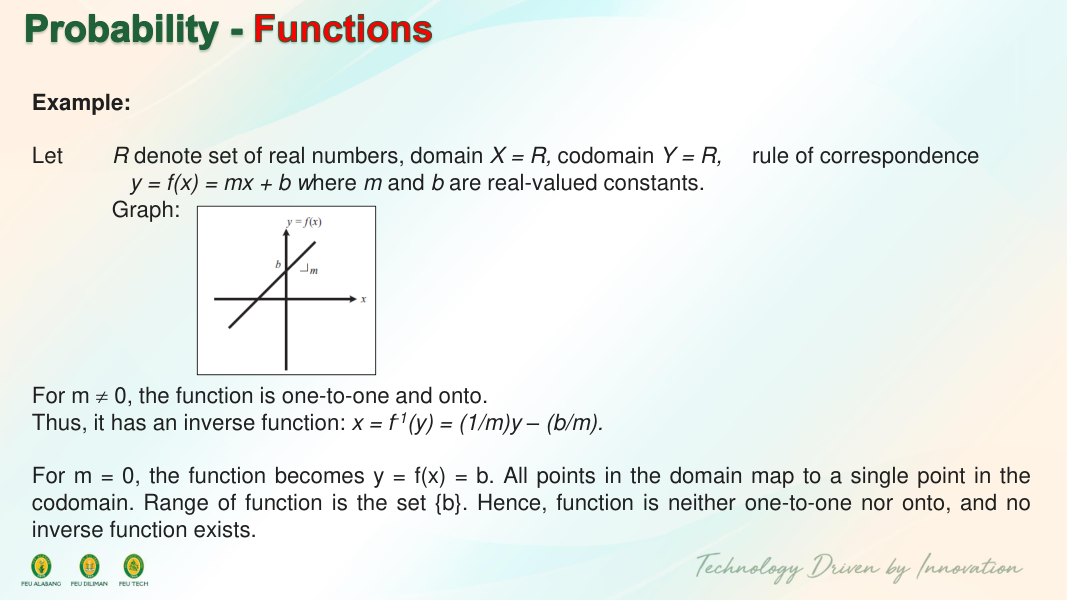 Probability - Functions
Example:
Let R denote set of real numbers, domain X = R, codomain Y = R, rule of correspondence
y = f(x) = mx + b where m and b are real-valued constants.
Graph:
y = f(x)
b
m
x
For m ≠ 0, the function is one-to-one and onto.
Thus, it has an inverse function: x = f⁻¹(y) = (1/m)y – (b/m).
For m = 0, the function becomes y = f(x) = b. All points in the domain map to a single point in the
codomain. Range of function is the set {b}. Hence, function is neither one-to-one nor onto, and no
inverse function exists.
FEU ALABANG FEU DILIMAN FEU TECH
Technology Driven by Innovation